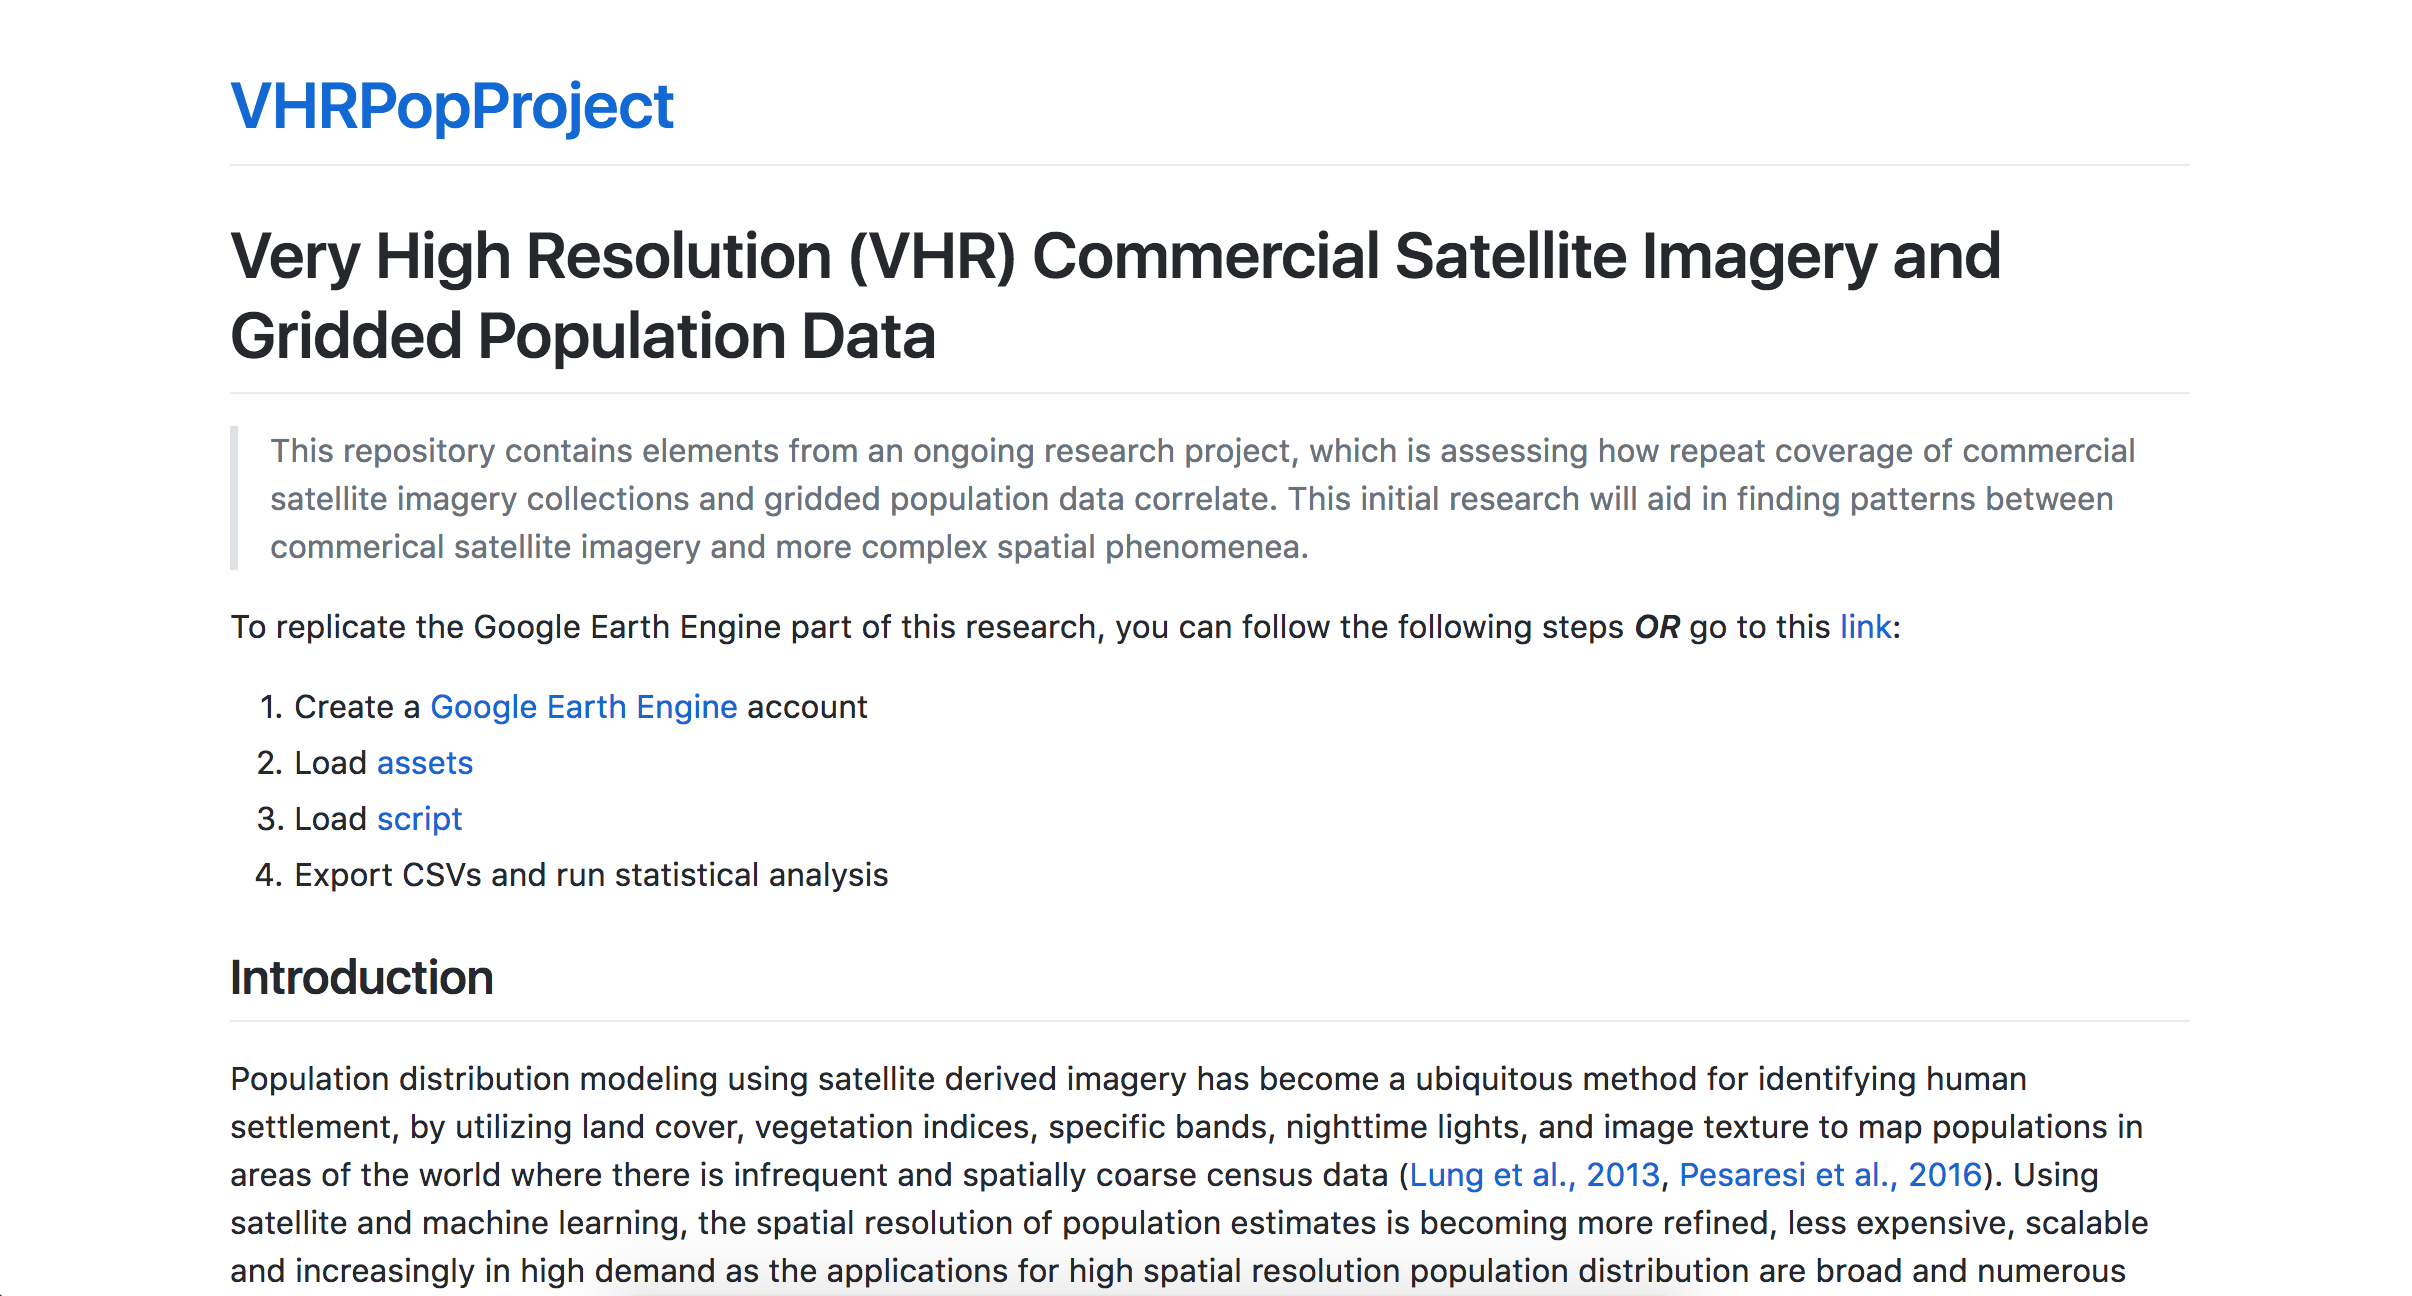 VHRPopProject
Very High Resolution (VHR) Commercial Satellite Imagery and
Gridded Population Data
This repository contains elements from an ongoing research project, which is assessing how repeat coverage of commercial
satellite imagery collections and gridded population data correlate. This initial research will aid in finding patterns between
commerical satellite imagery and more complex spatial phenomenea.
To replicate the Google Earth Engine part of this research, you can follow the following steps OR go to this link:
1. Create a Google Earth Engine account
2. Load assets
3. Load script
4. Export CSVs and run statistical analysis
Introduction
Population distribution modeling using satellite derived imagery has become a ubiquitous method for identifying human
settlement, by utilizing land cover, vegetation indices, specific bands, nighttime lights, and image texture to map populations in
areas of the world where there is infrequent and spatially coarse census data (Lung et al., 2013, Pesaresi et al., 2016). Using
satellite and machine learning, the spatial resolution of population estimates is becoming more refined, less expensive, scalable
and increasingly in high demand as the applications for high spatial resolution population distribution are broad and numerous